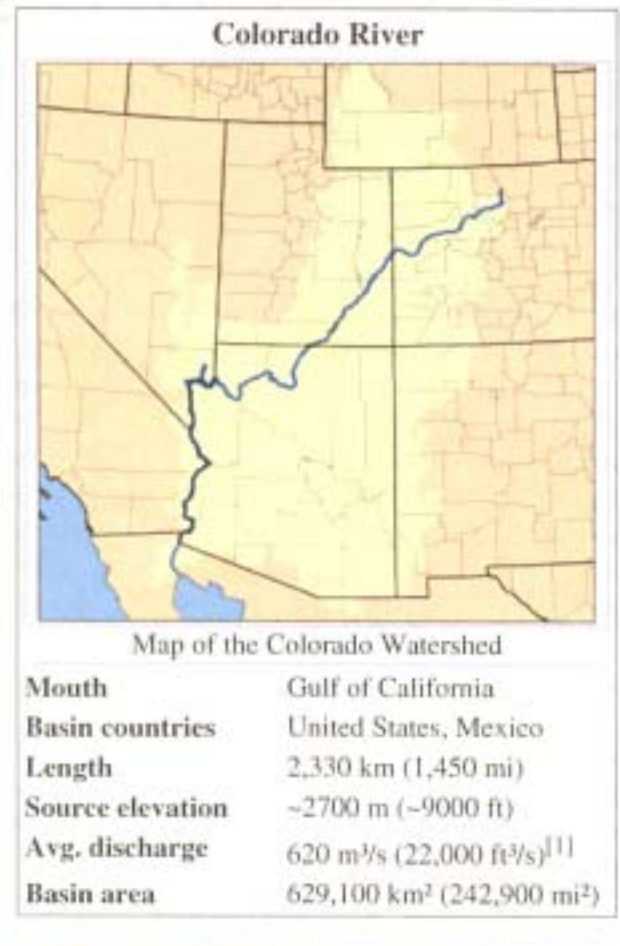 Colorado River
Map of the Colorado Watershed
Mouth Gulf of California
Basin countries United States, Mexico
Length 2,330 km (1,450 mi)
Source elevation ~2700 m (~9000 ft)
Avg. discharge 620 m³/s (22,000 ft³/s)[1]
Basin area 629,100 km² (242,900 mi²)